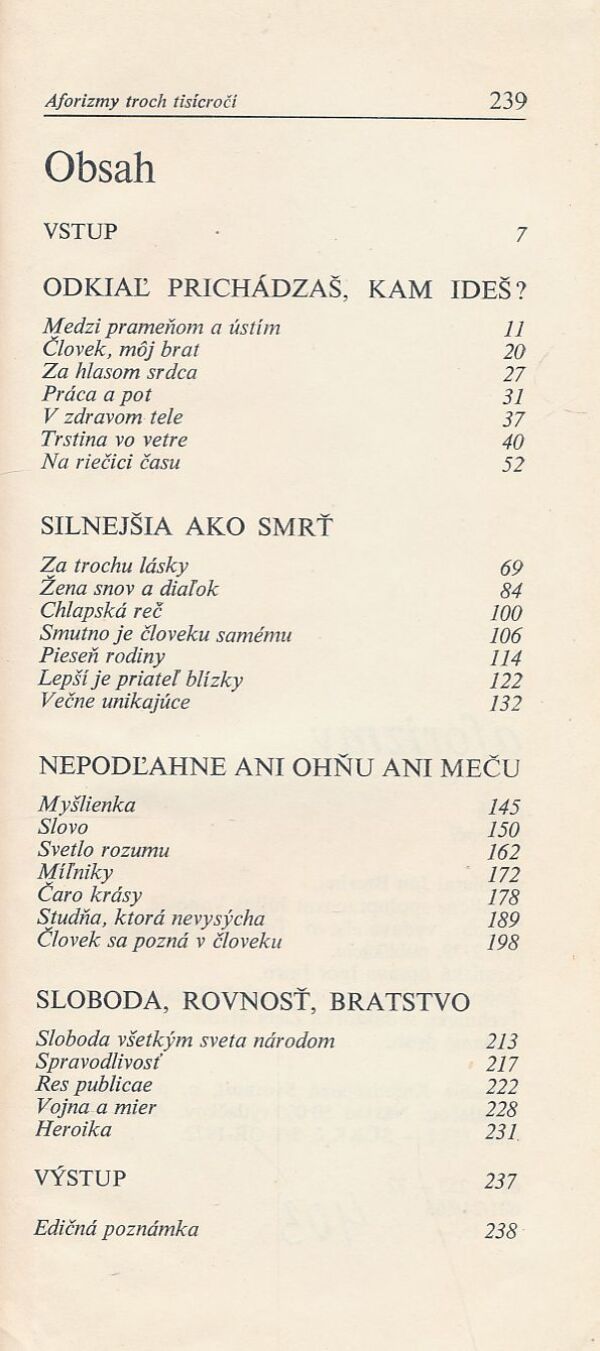 Aforizmy troch tisícročí 239
Obsah
VSTUP 7
ODKIAĽ PRICHÁDZAŠ, KAM IDEŠ?
Medzi prameňom a ústím 11
Človek, môj brat 20
Za hlasom srdca 27
Práca a pot 31
V zdravom tele 37
Trstina vo vetre 40
Na riečici času 52
SILNEJŠIA AKO SMRŤ
Za trochu lásky 69
Žena snov a diaľok 84
Chlapská reč 100
Smutno je človeku samému 106
Pieseň rodiny 114
Lepší je priateľ blízky 122
Večne unikajúce 132
NEPODĽAHNE ANI OHŇU ANI MEČU
Myšlienka 145
Slovo 150
Svetlo rozumu 162
Míľniky 172
Čaro krásy 178
Studňa, ktorá nevysýcha 189
Človek sa pozná v človeku 198
SLOBODA, ROVNOSŤ, BRATSTVO
Sloboda všetkým sveta národom 213
Spravodlivosť 217
Res publicae 222
Vojna a mier 228
Heroika 231
VÝSTUP 237
Edičná poznámka 238